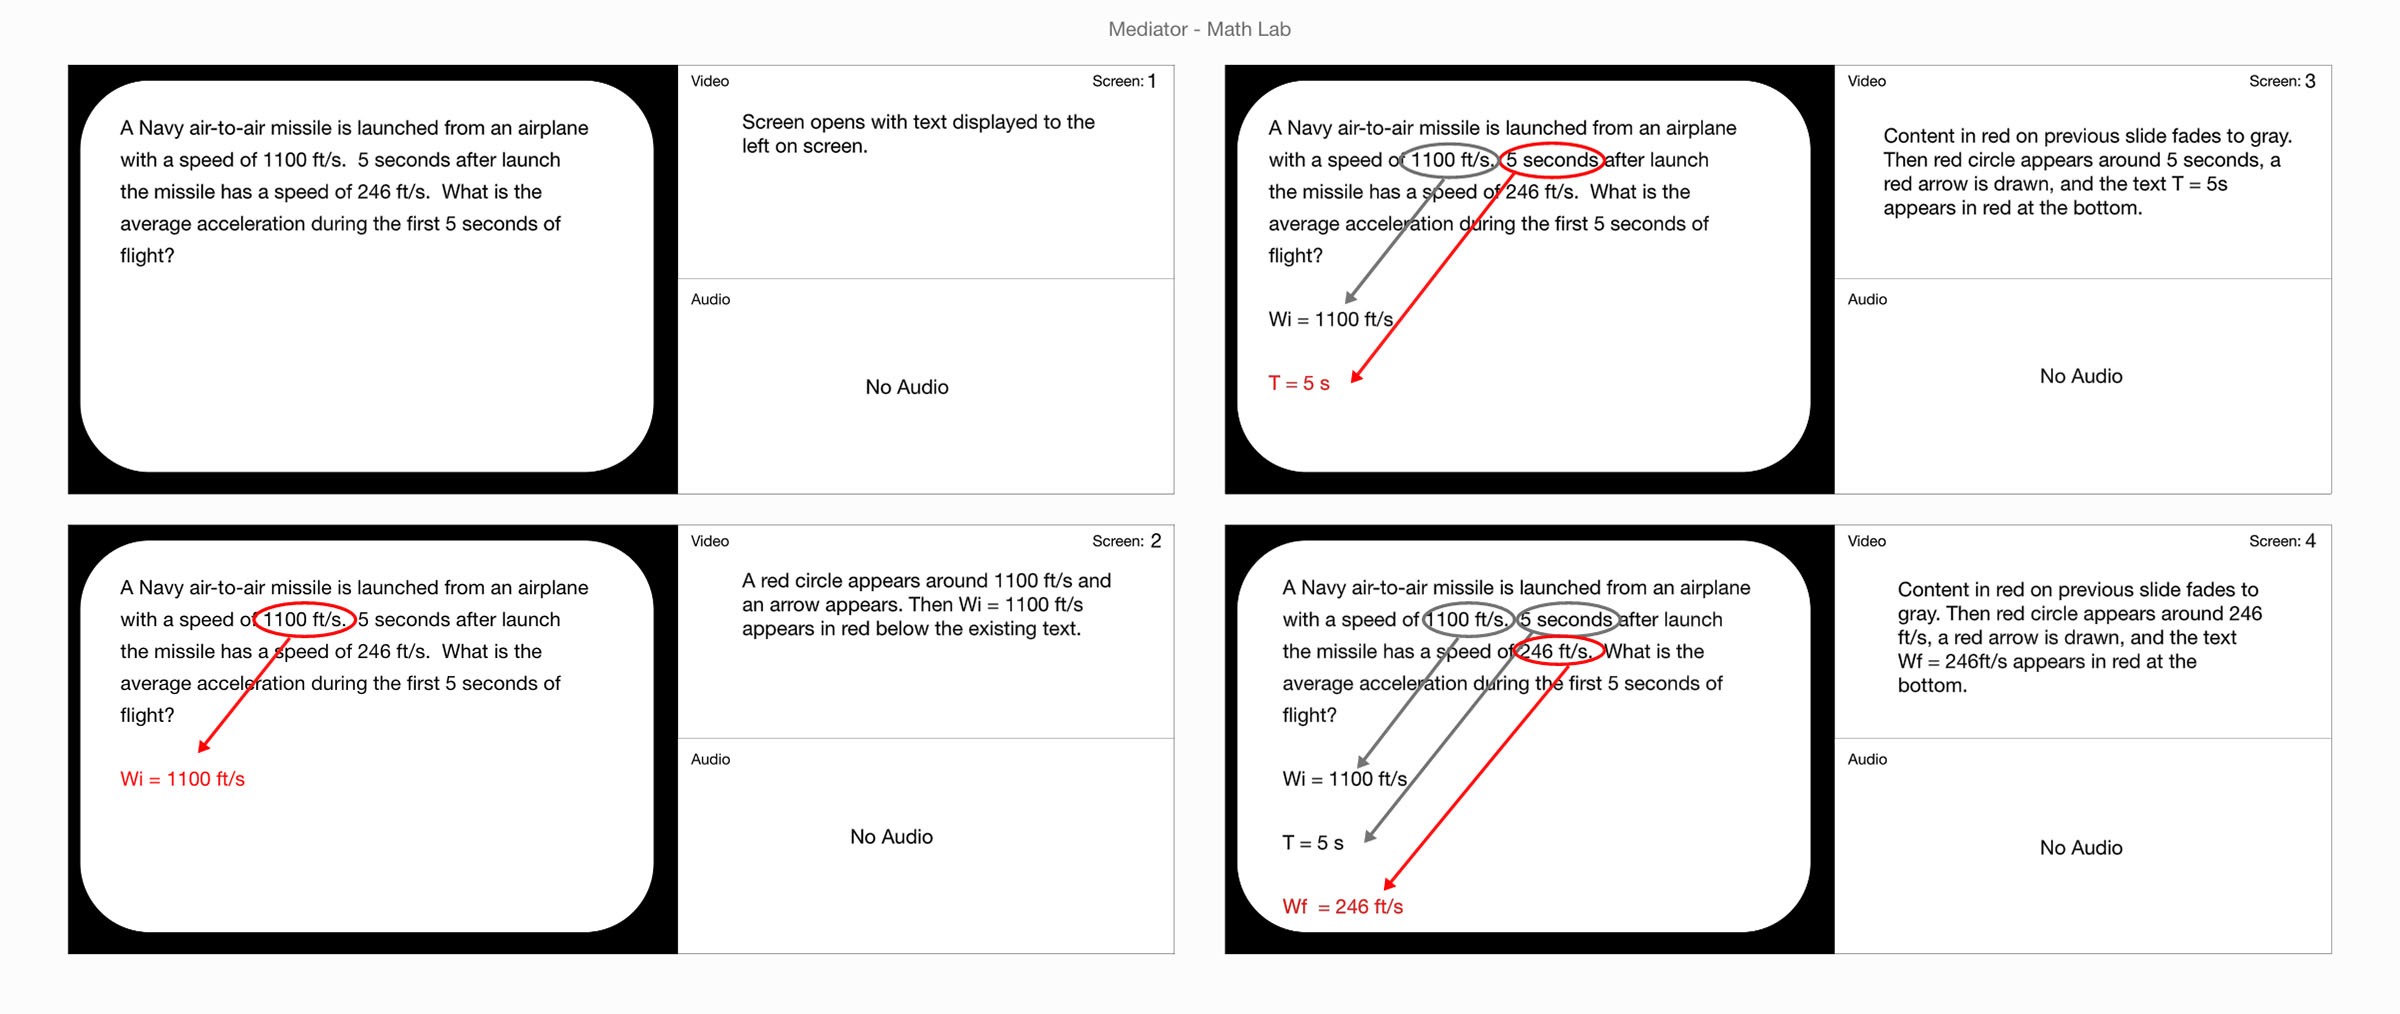 Mediator - Math Lab
A Navy air-to-air missile is launched from an airplane
with a speed of 1100 ft/s.  5 seconds after launch
the missile has a speed of 246 ft/s.  What is the
average acceleration during the first 5 seconds of
flight?
Video
Screen: 1
Screen opens with text displayed to the
left on screen.
Audio
No Audio
A Navy air-to-air missile is launched from an airplane
with a speed of 1100 ft/s.  5 seconds after launch
the missile has a speed of 246 ft/s.  What is the
average acceleration during the first 5 seconds of
flight?
Wi = 1100 ft/s
Video
Screen: 2
A red circle appears around 1100 ft/s and
an arrow appears. Then Wi = 1100 ft/s
appears in red below the existing text.
Audio
No Audio
A Navy air-to-air missile is launched from an airplane
with a speed of 1100 ft/s.  5 seconds after launch
the missile has a speed of 246 ft/s.  What is the
average acceleration during the first 5 seconds of
flight?
Wi = 1100 ft/s
T = 5 s
Video
Screen: 3
Content in red on previous slide fades to gray.
Then red circle appears around 5 seconds, a
red arrow is drawn, and the text T = 5s
appears in red at the bottom.
Audio
No Audio
A Navy air-to-air missile is launched from an airplane
with a speed of 1100 ft/s.  5 seconds after launch
the missile has a speed of 246 ft/s.  What is the
average acceleration during the first 5 seconds of
flight?
Wi = 1100 ft/s
T = 5 s
Wf  = 246 ft/s
Video
Screen: 4
Content in red on previous slide fades to
gray. Then red circle appears around 246
ft/s, a red arrow is drawn, and the text
Wf = 246ft/s appears in red at the
bottom.
Audio
No Audio